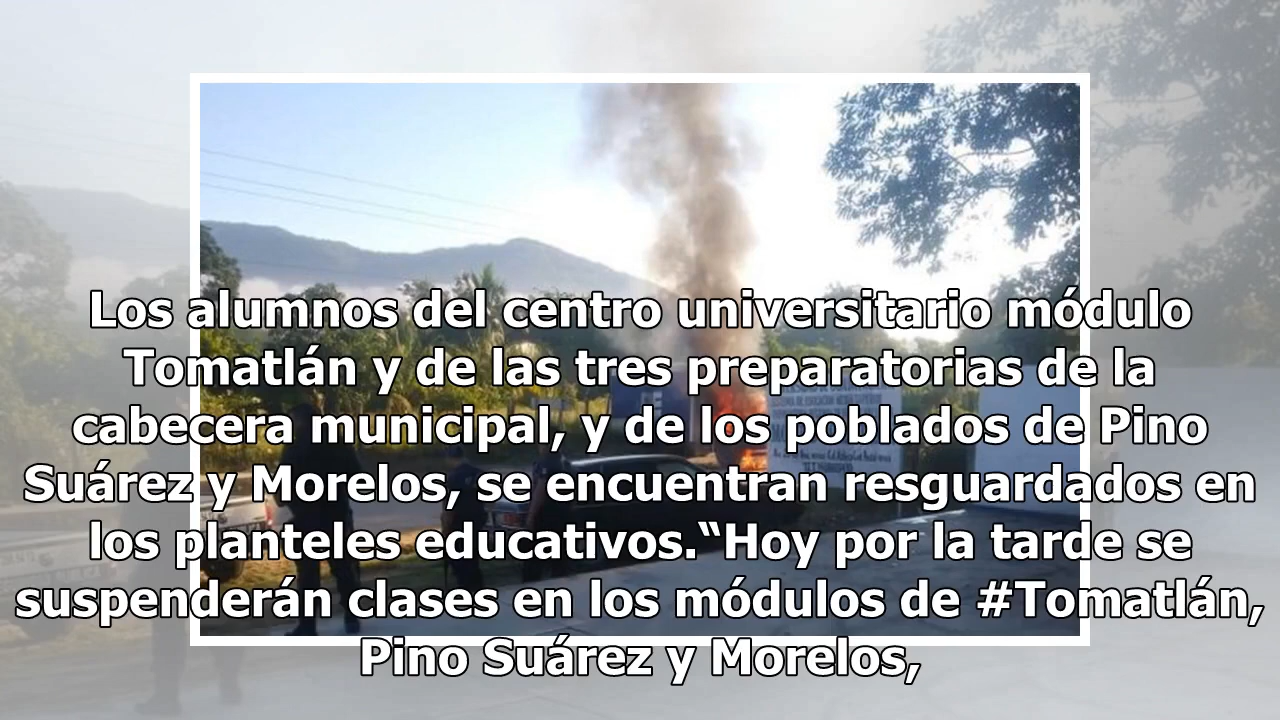 Los alumnos del centro universitario módulo
Tomatlán y de las tres preparatorias de la
cabecera municipal, y de los poblados de Pino
Suárez y Morelos, se encuentran resguardados en
los planteles educativos.“Hoy por la tarde se
suspenderán clases en los módulos de #Tomatlán,
Pino Suárez y Morelos,